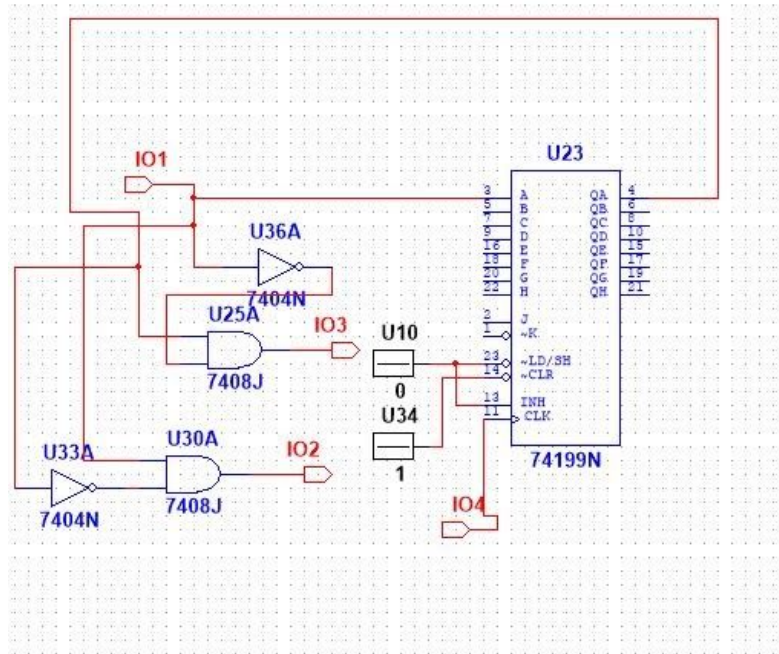 IO1
U36A
7404N
U25A
IO3
7408J
U33A
7404N
U30A
IO2
7408J
U10
0
U34
1
IO4
U23
3 A QA 4
5 B QB 6
7 C QC 8
9 D QD 10
16 E QE 15
18 F QF 17
20 G QG 19
22 H QH 21
2 J
1 ~K
23 ~LD/SH
14 ~CLR
13 INH
11 CLK
74199N